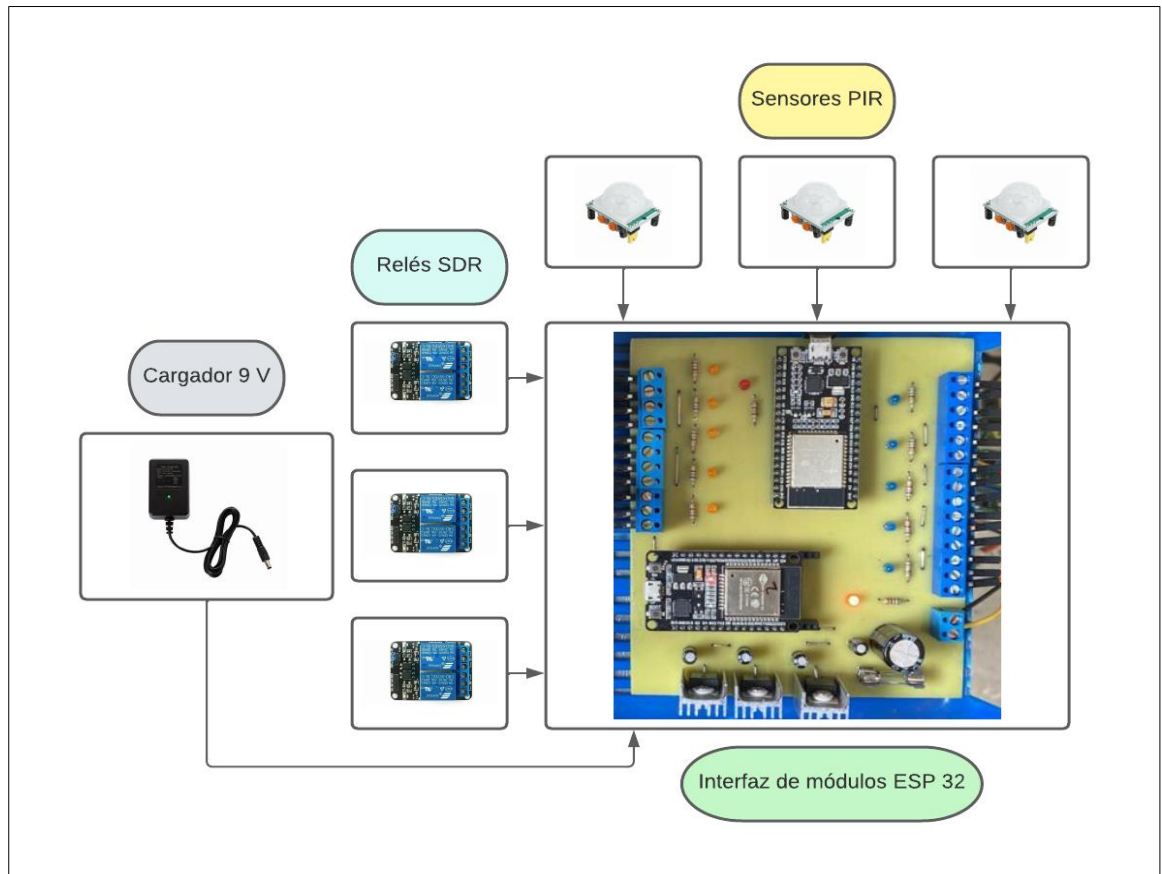 Sensores PIR
Relés SDR
Cargador 9 V
Interfaz de módulos ESP 32